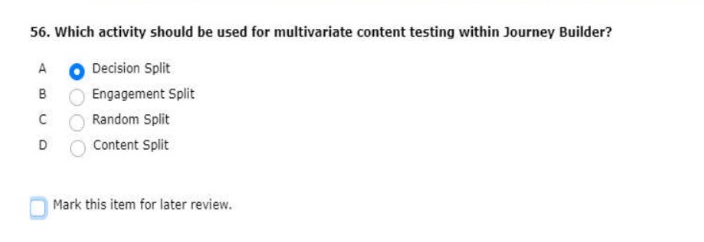 56. Which activity should be used for multivariate content testing within Journey Builder?
A Decision Split
B Engagement Split
C Random Split
D Content Split
Mark this item for later review.